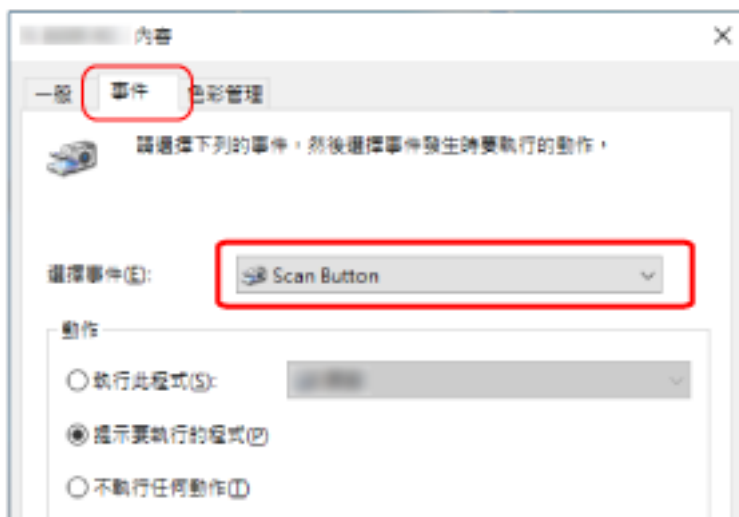 內容
一般 事件 色彩管理
請選擇下列的事件，然後選擇事件發生時要執行的動作。
選擇事件(E): Scan Button
動作
執行此程式(S):
提示要執行的程式(P)
不執行任何動作(T)